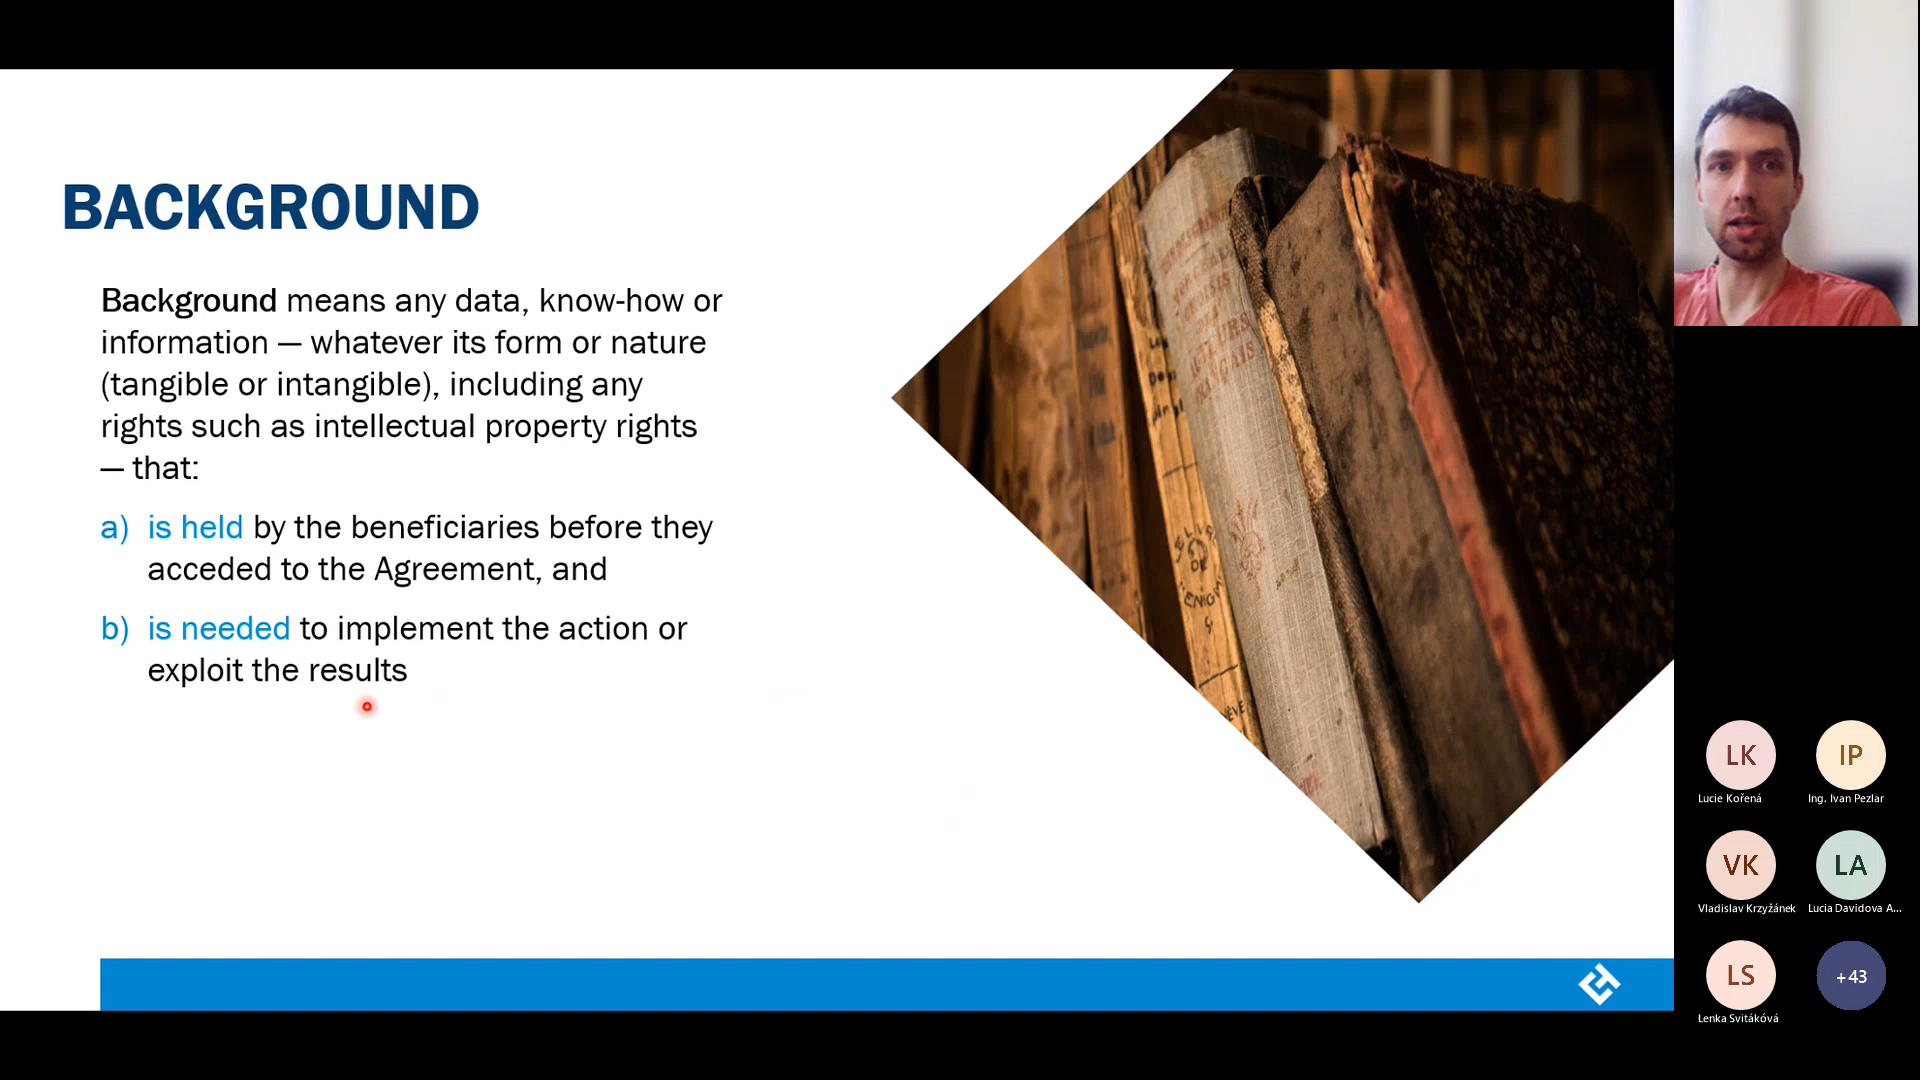 BACKGROUND
Background means any data, know-how or
information — whatever its form or nature
(tangible or intangible), including any
rights such as intellectual property rights
— that:
a) is held by the beneficiaries before they
acceded to the Agreement, and
b) is needed to implement the action or
exploit the results
LK
IP
Lucie Kořená
Ing. Ivan Pezlar
VK
LA
Vladislav Krzyžánek
Lucia Davidova A...
LS
+43
Lenka Svitáková